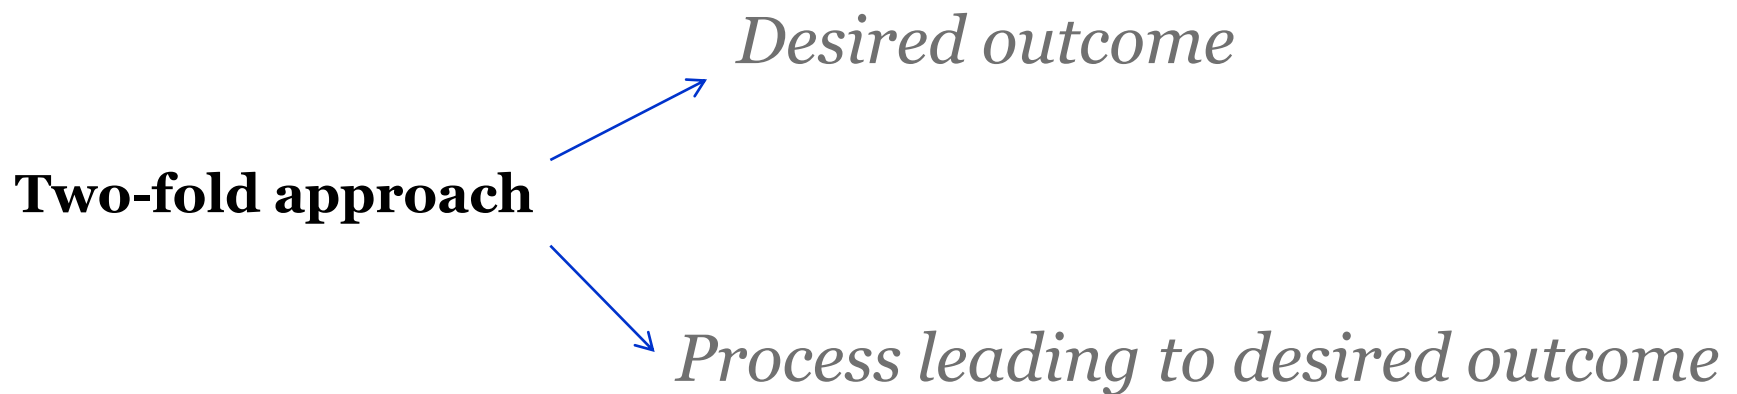 Desired outcome
Two-fold approach
Process leading to desired outcome